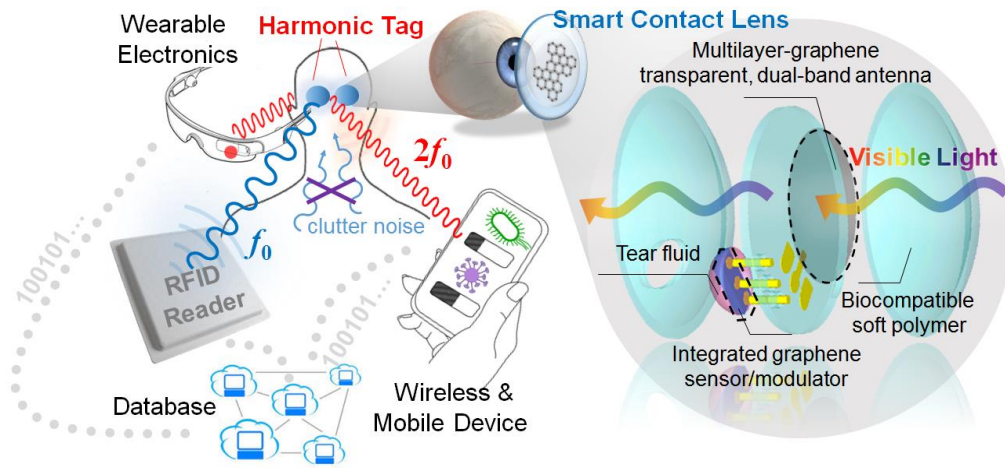 Wearable
Electronics
Harmonic Tag
Smart Contact Lens
Multilayer-graphene
transparent, dual-band antenna
2f₀
Visible Light
clutter noise
f₀
100101...
RFID
Reader
100101...
Tear fluid
Biocompatible
soft polymer
Integrated graphene
sensor/modulator
Database
Wireless &
Mobile Device